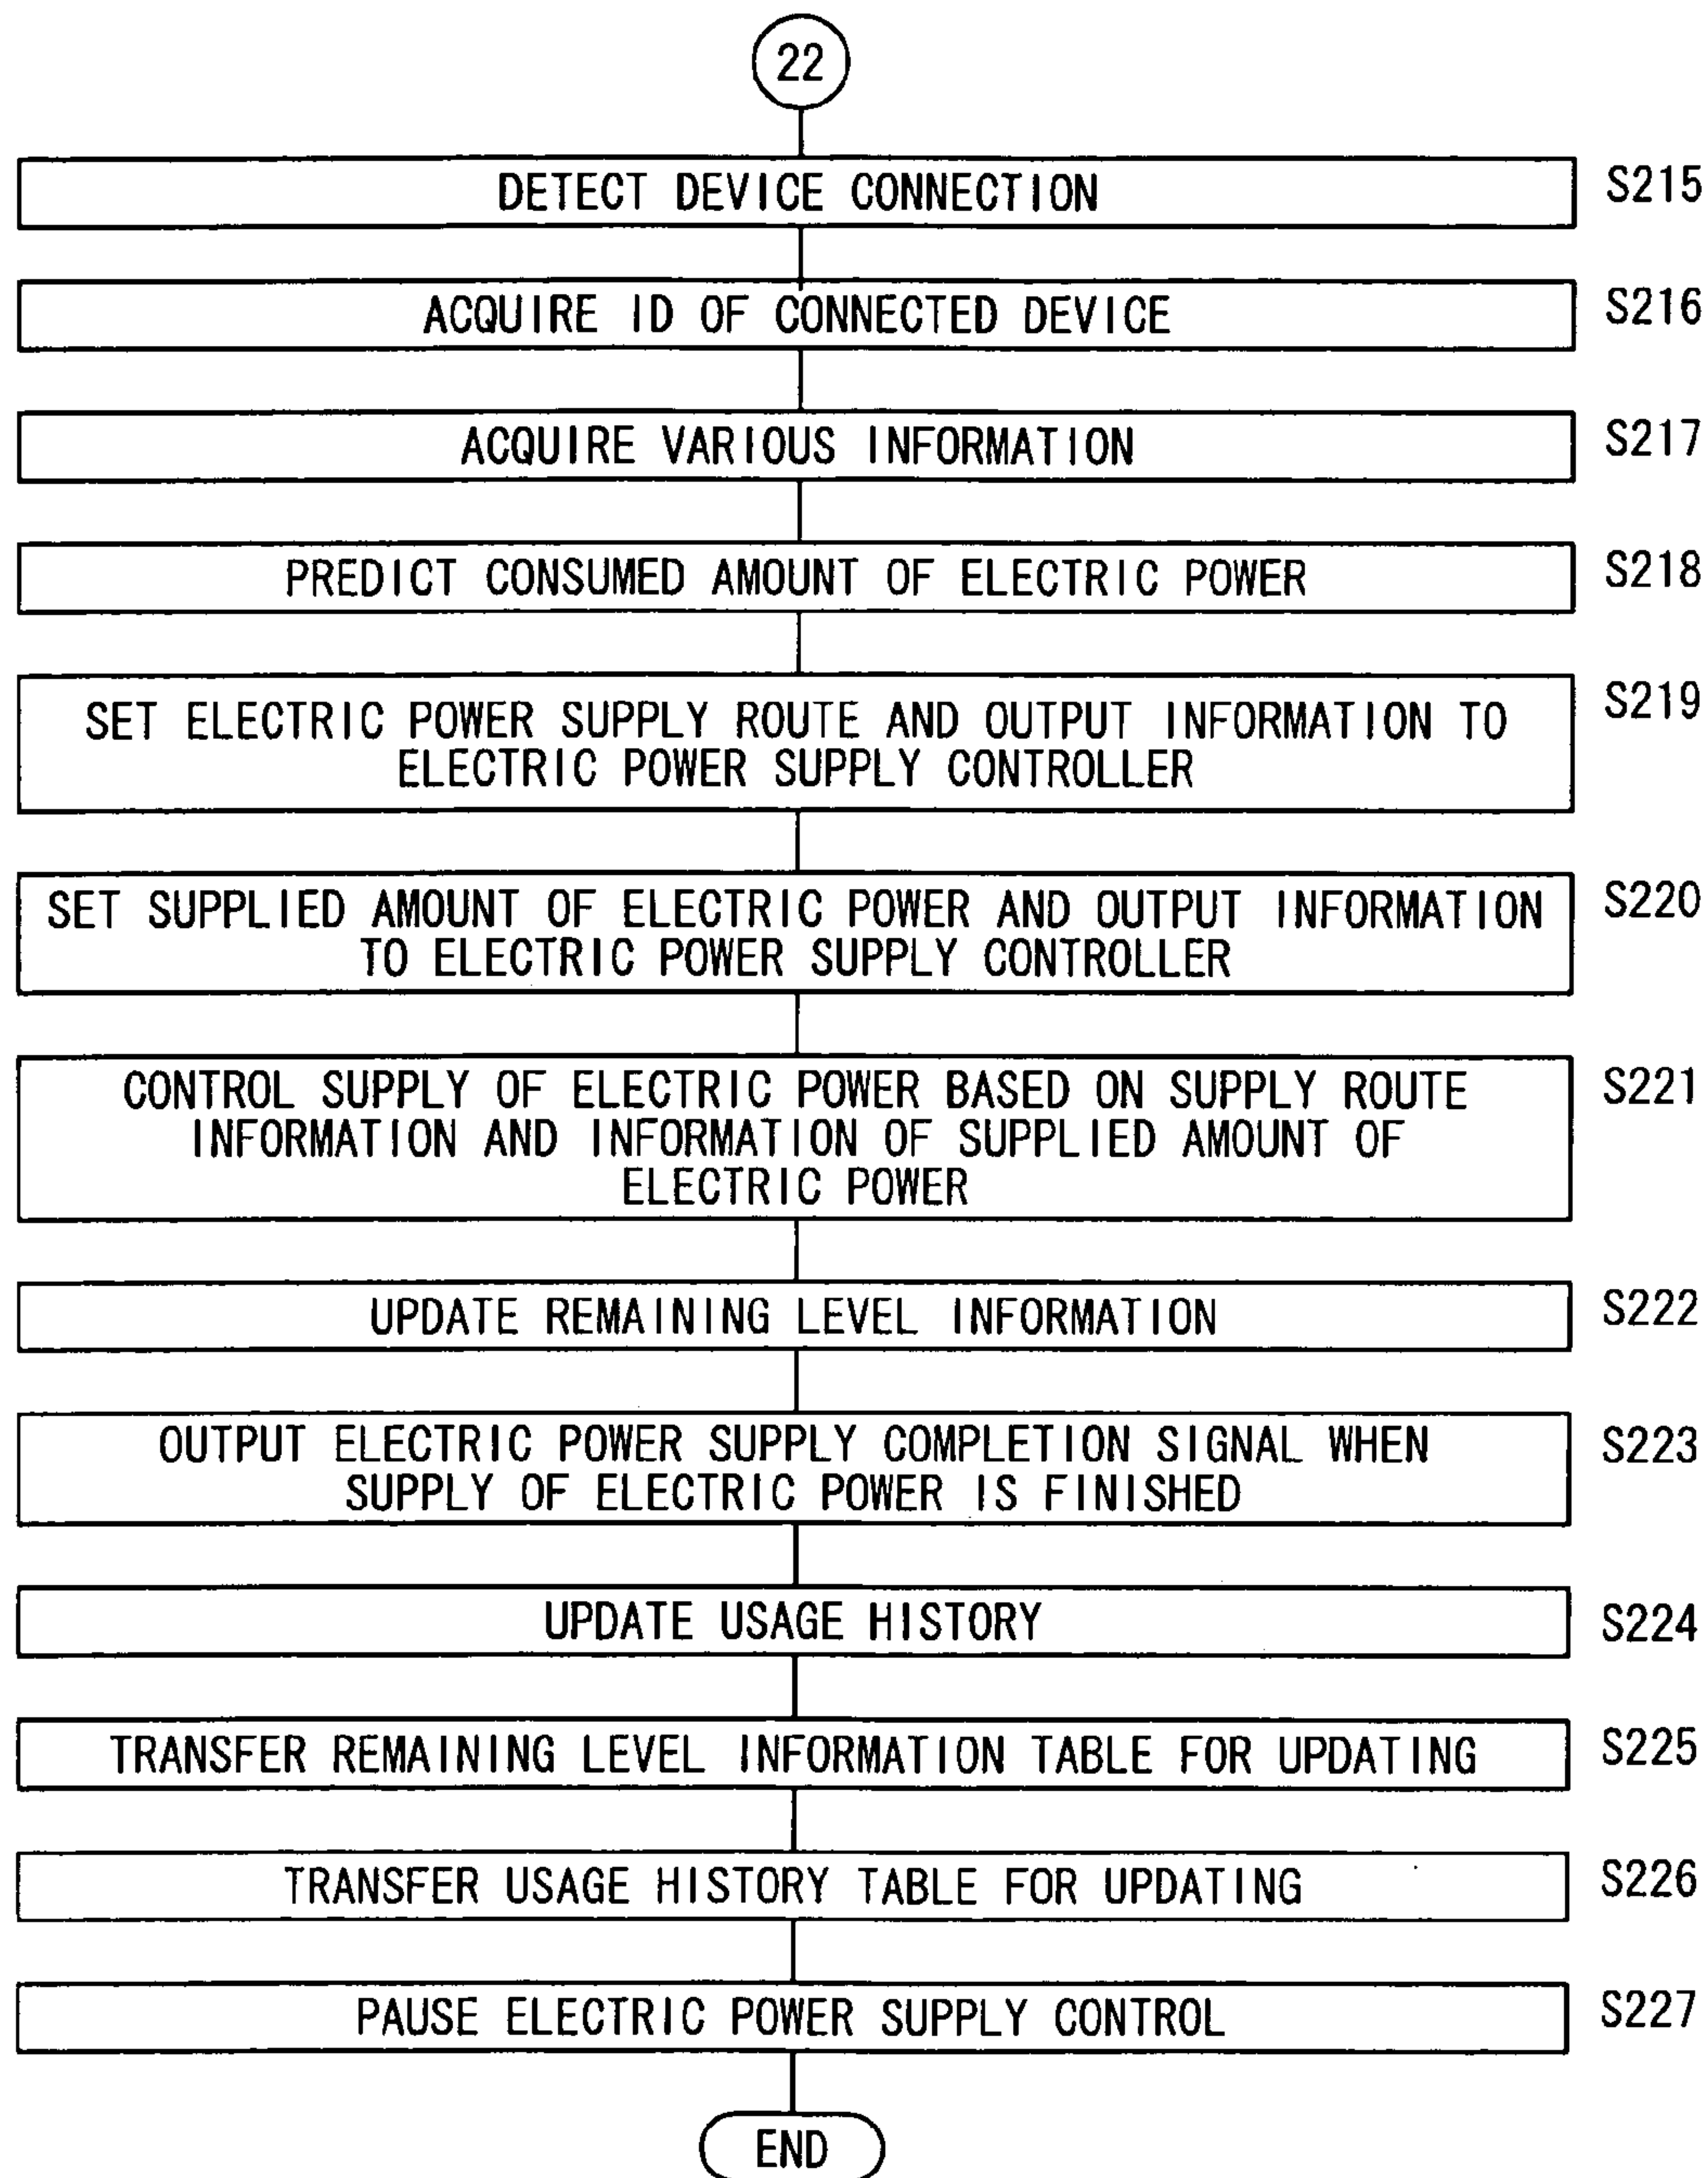 22
DETECT DEVICE CONNECTION
S215
ACQUIRE ID OF CONNECTED DEVICE
S216
ACQUIRE VARIOUS INFORMATION
S217
PREDICT CONSUMED AMOUNT OF ELECTRIC POWER
S218
SET ELECTRIC POWER SUPPLY ROUTE AND OUTPUT INFORMATION TO
ELECTRIC POWER SUPPLY CONTROLLER
S219
SET SUPPLIED AMOUNT OF ELECTRIC POWER AND OUTPUT INFORMATION
TO ELECTRIC POWER SUPPLY CONTROLLER
S220
CONTROL SUPPLY OF ELECTRIC POWER BASED ON SUPPLY ROUTE
INFORMATION AND INFORMATION OF SUPPLIED AMOUNT OF
ELECTRIC POWER
S221
UPDATE REMAINING LEVEL INFORMATION
S222
OUTPUT ELECTRIC POWER SUPPLY COMPLETION SIGNAL WHEN
SUPPLY OF ELECTRIC POWER IS FINISHED
S223
UPDATE USAGE HISTORY
S224
TRANSFER REMAINING LEVEL INFORMATION TABLE FOR UPDATING
S225
TRANSFER USAGE HISTORY TABLE FOR UPDATING
S226
PAUSE ELECTRIC POWER SUPPLY CONTROL
S227
END